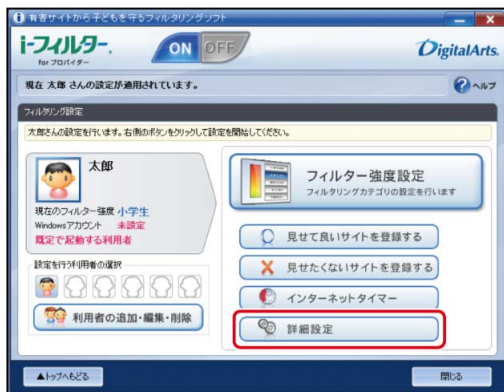 有害サイトから子どもを守るフィルタリングソフト
i-フィルター.
for プロバイダー
ON OFF
DigitalArts.
現在 太郎 さんの設定が適用されています。
ヘルプ
フィルタリング設定
太郎さんの設定を行います。右側のボタンをクリックして設定を開始してください。
太郎
現在のフィルター強度 小学生
Windowsアカウント 未設定
既定で起動する利用者
設定を行う利用者の選択
利用者の追加・編集・削除
フィルター強度設定
フィルタリングカテゴリの設定を行います
見せて良いサイトを登録する
見せたくないサイトを登録する
インターネットタイマー
詳細設定
▲トップへもどる
閉じる